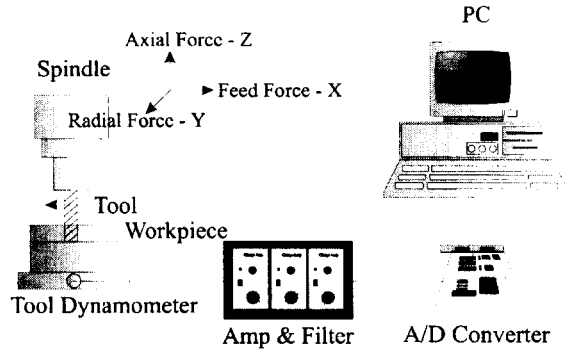 PC
Axial Force - Z
Spindle
Feed Force - X
Radial Force - Y
Tool
Workpiece
Tool Dynamometer
Amp & Filter
A/D Converter